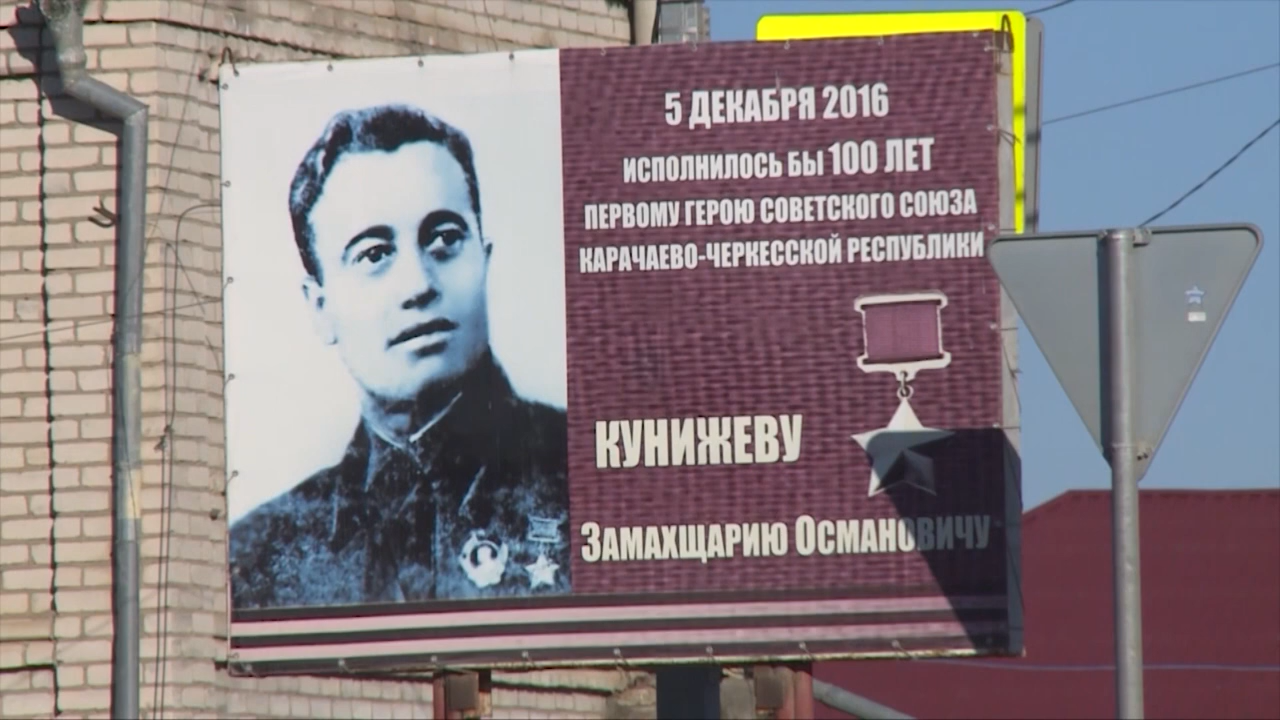 5 ДЕКАБРЯ 2016
ИСПОЛНИЛОСЬ БЫ 100 ЛЕТ
ПЕРВОМУ ГЕРОЮ СОВЕТСКОГО СОЮЗА
КАРАЧАЕВО-ЧЕРКЕССКОЙ РЕСПУБЛИКИ
КУНИЖЕВУ
ЗАМАХЩАРИЮ ОСМАНОВИЧУ